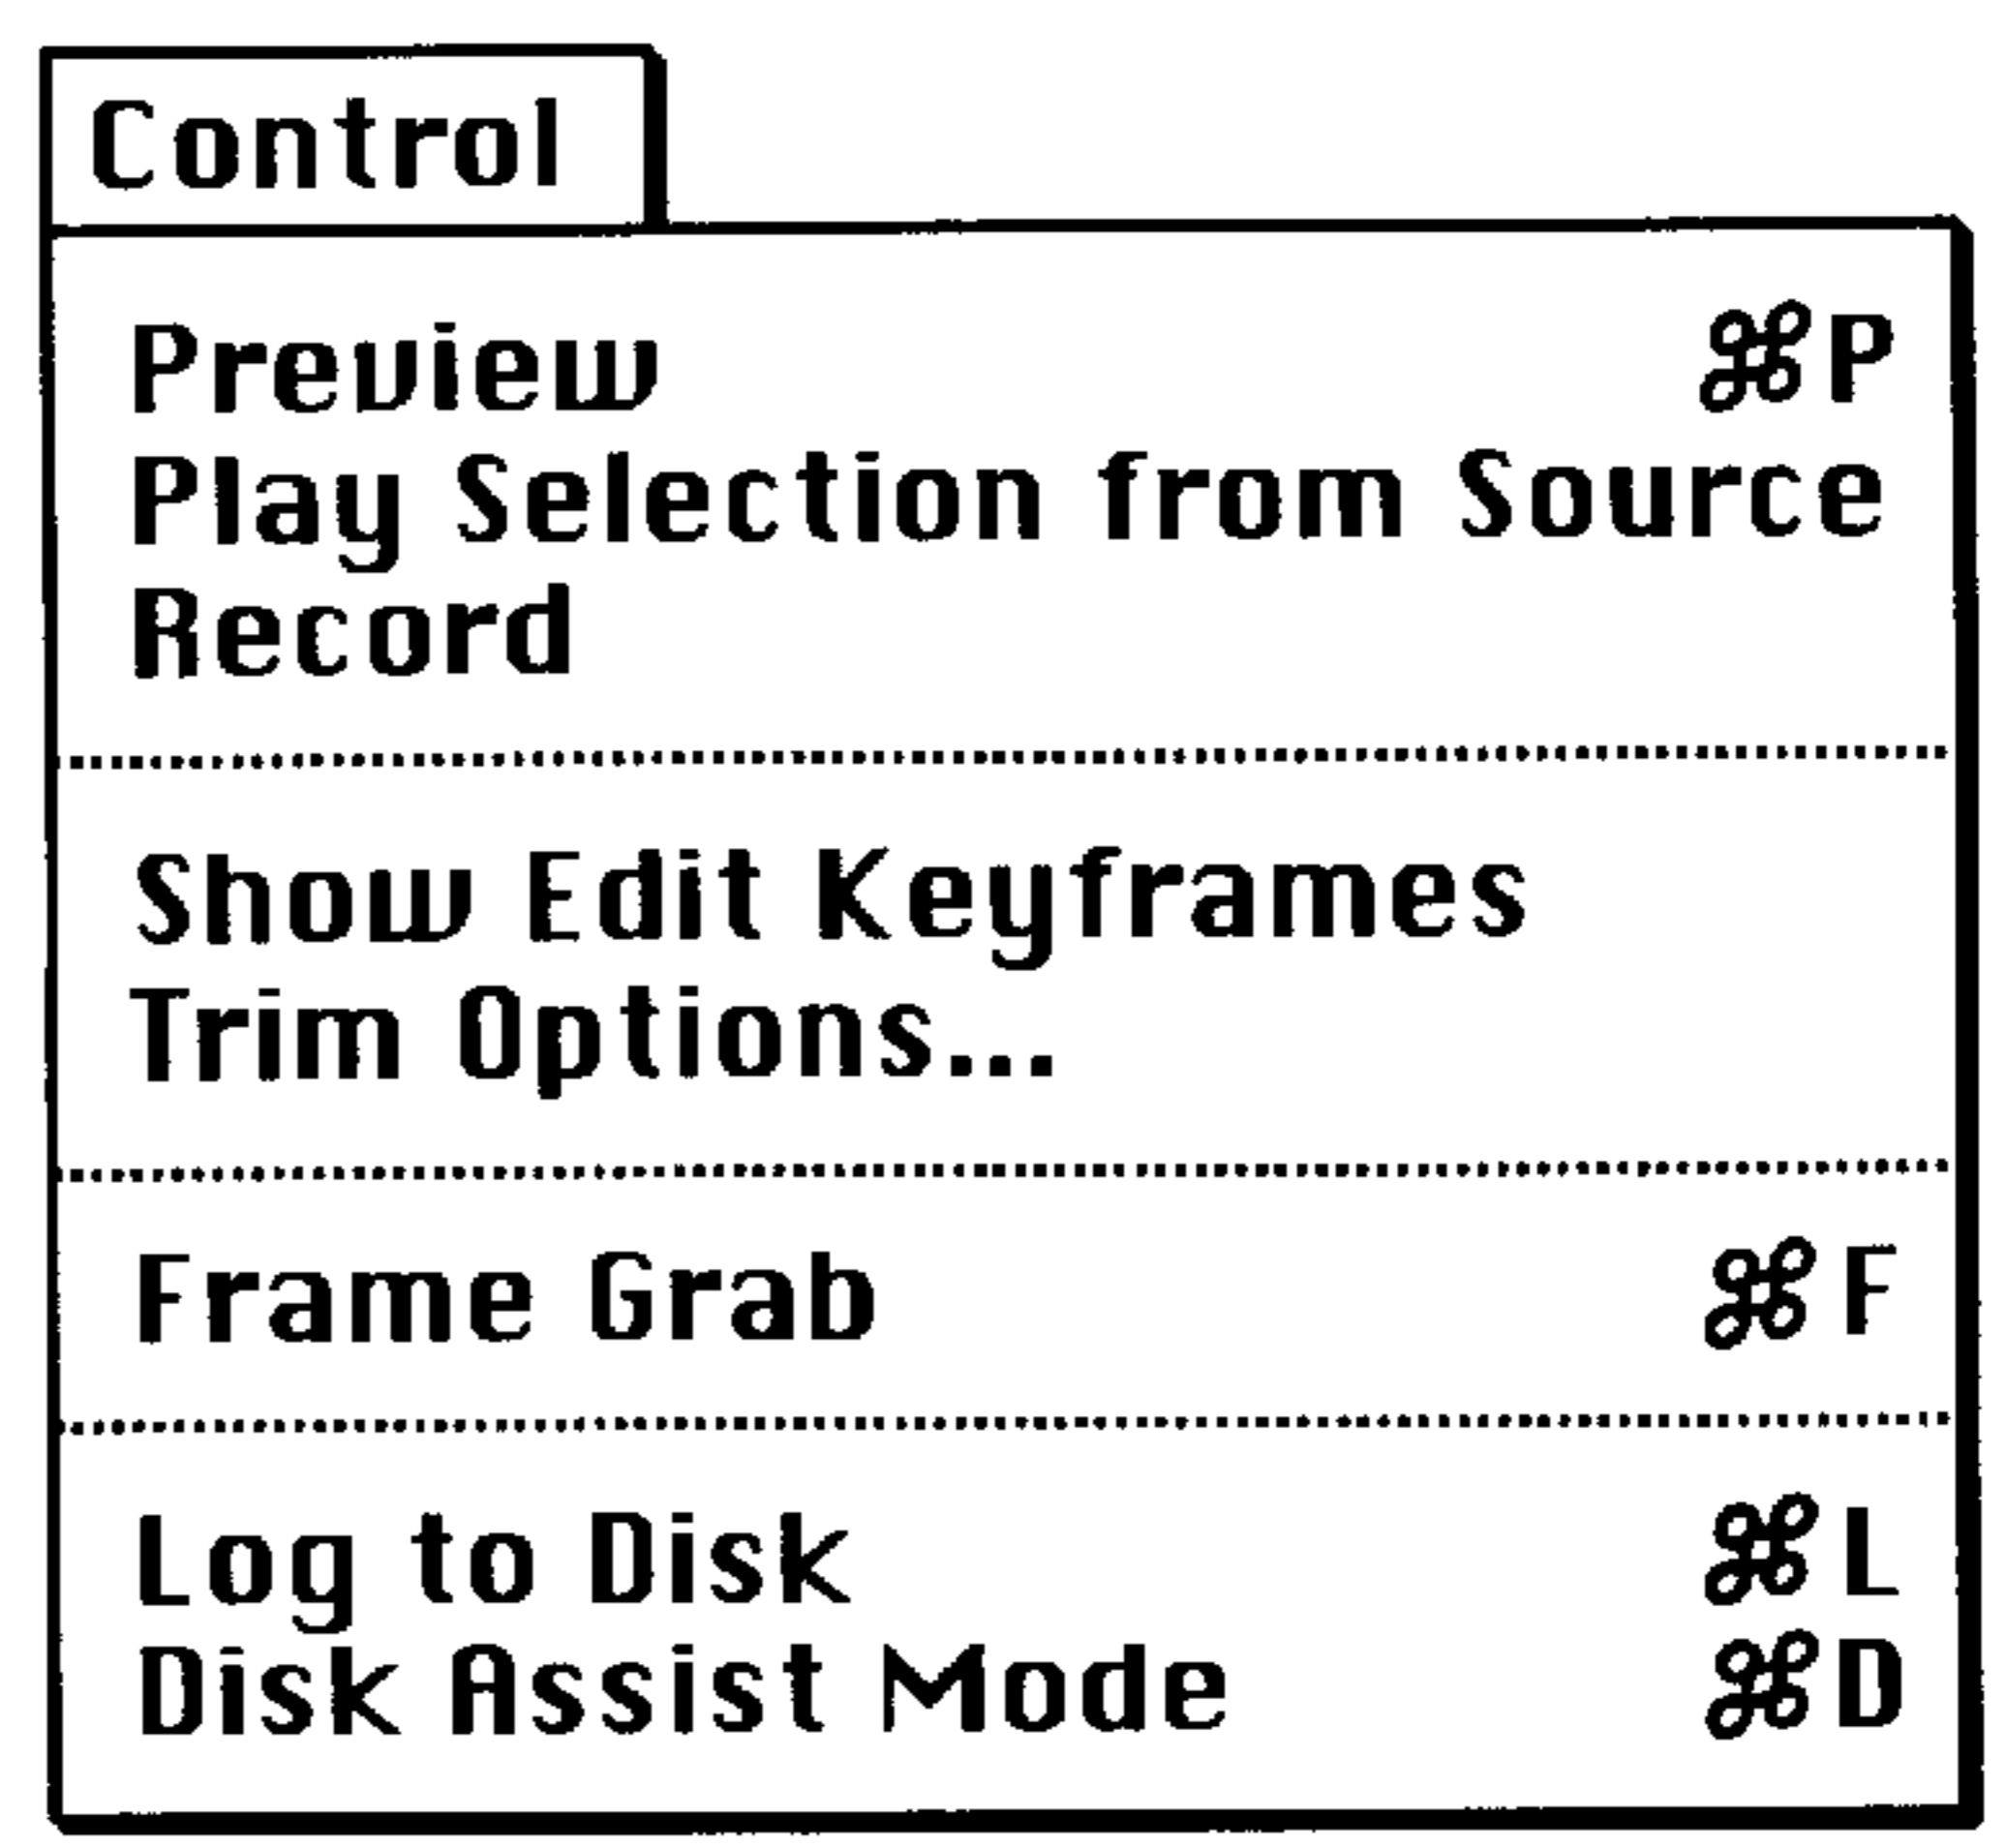 Control
Preview ⌘P
Play Selection from Source
Record
Show Edit Keyframes
Trim Options...
Frame Grab ⌘F
Log to Disk ⌘L
Disk Assist Mode ⌘D